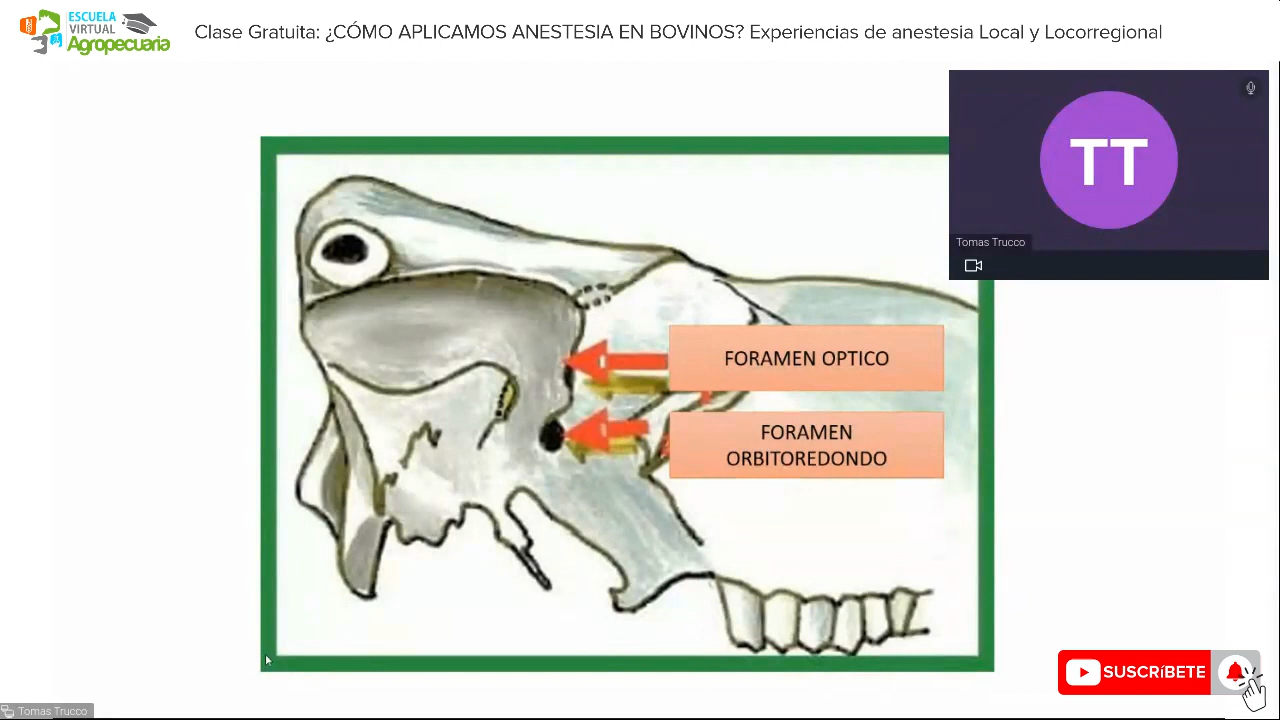 ESCUELA
VIRTUAL
Agropecuaria
Clase Gratuita: ¿CÓMO APLICAMOS ANESTESIA EN BOVINOS? Experiencias de anestesia Local y Locorregional
TT
Tomas Trucco
FORAMEN OPTICO
FORAMEN
ORBITOREDONDO
SUSCRíBETE
Tomas Trucco